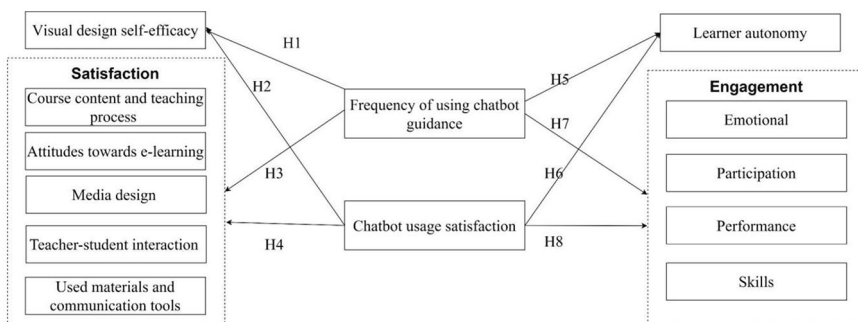 Visual design self-efficacy
Satisfaction
Course content and teaching
process
Attitudes towards e-learning
Media design
Teacher-student interaction
Used materials and
communication tools
H1
H2
H3
H4
Frequency of using chatbot
guidance
Chatbot usage satisfaction
H5
H7
H6
H8
Learner autonomy
Engagement
Emotional
Participation
Performance
Skills